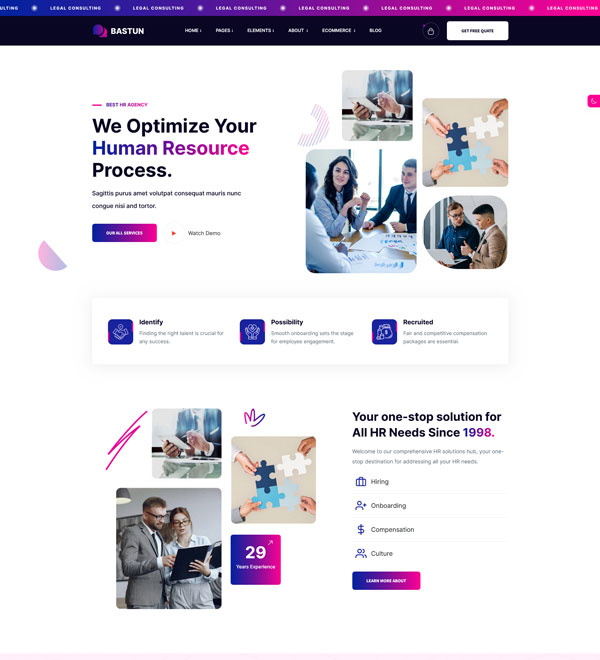 ULTING LEGAL CONSULTING LEGAL CONSULTING LEGAL CONSULTING LEGAL CONSULTING LEGAL CONSULTING LEGAL CONSULTING LEGAL CONSULTING
BASTUN HOME PAGES ELEMENTS ABOUT ECOMMERCE BLOG GET FREE QUATE
BEST HR AGENCY
We Optimize Your
Human Resource
Process.
Sagittis purus amet volutpat consequat mauris nunc
congue nisi and tortor.
OUR ALL SERVICES Watch Demo
Identify
Finding the right talent is crucial for
any success.
Possibility
Smooth onboarding sets the stage
for employee engagement.
Recruited
Fair and competitive compensation
packages are essential.
29
Years Experience
Your one-stop solution for
All HR Needs Since 1998.
Welcome to our comprehensive HR solutions hub, your one-
stop destination for addressing all your HR needs.
Hiring
Onboarding
Compensation
Culture
LEARN MORE ABOUT